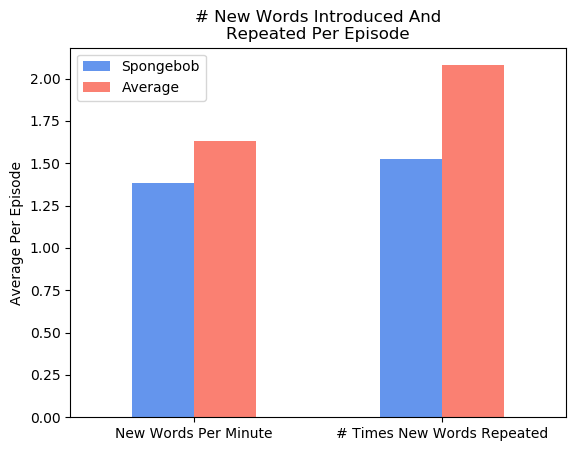 # New Words Introduced And
Repeated Per Episode
Spongebob
Average
Average Per Episode
2.00
1.75
1.50
1.25
1.00
0.75
0.50
0.25
0.00
New Words Per Minute
# Times New Words Repeated